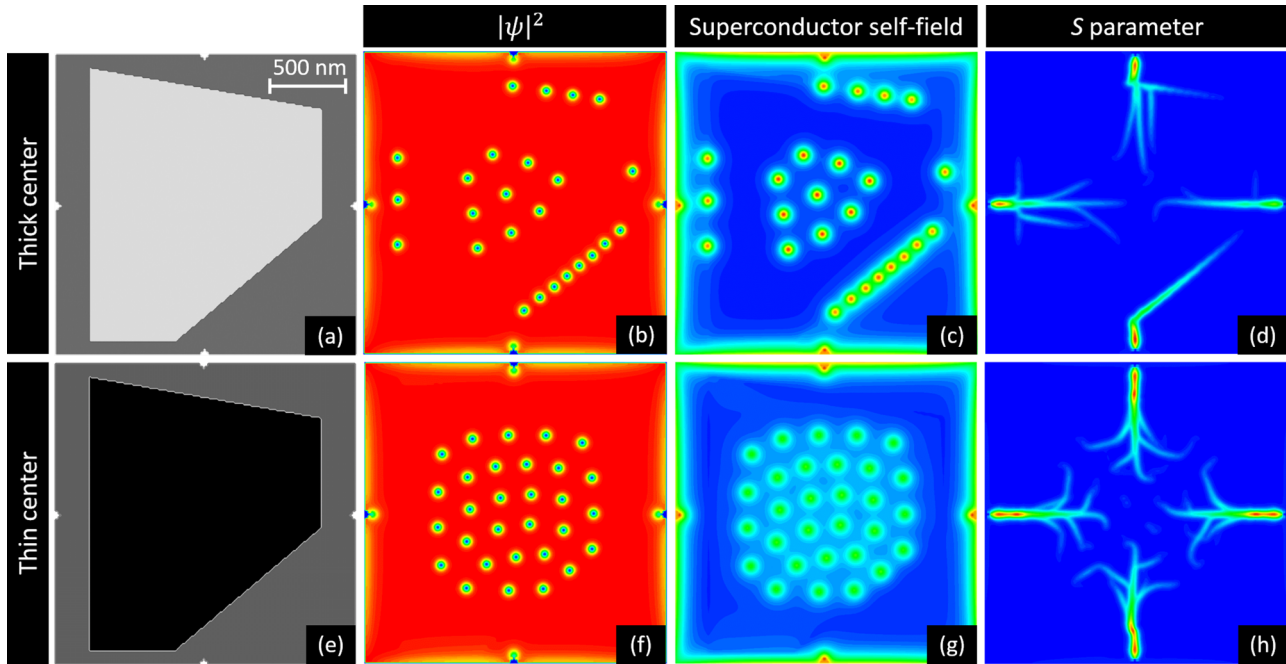 |ψ|²
Superconductor self-field
S parameter
Thick center
500 nm
(a)
(b)
(c)
(d)
Thin center
(e)
(f)
(g)
(h)